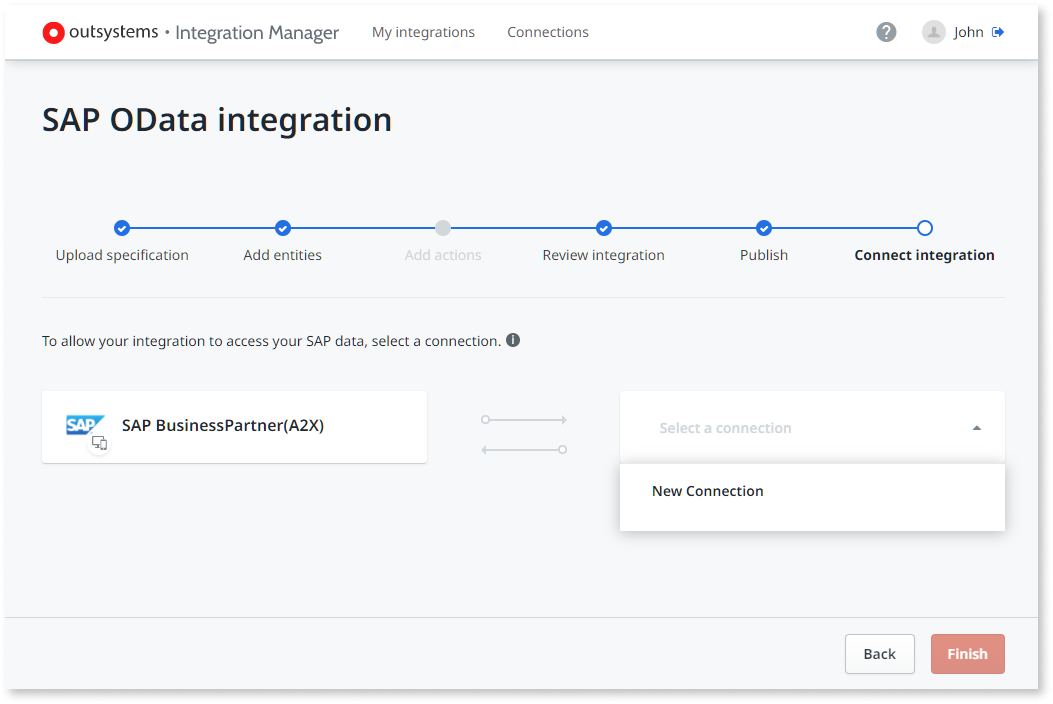 outsystems • Integration Manager My integrations Connections ? John
SAP OData integration
Upload specification Add entities Add actions Review integration Publish Connect integration
To allow your integration to access your SAP data, select a connection. i
SAP SAP BusinessPartner(A2X) Select a connection
New Connection
Back Finish